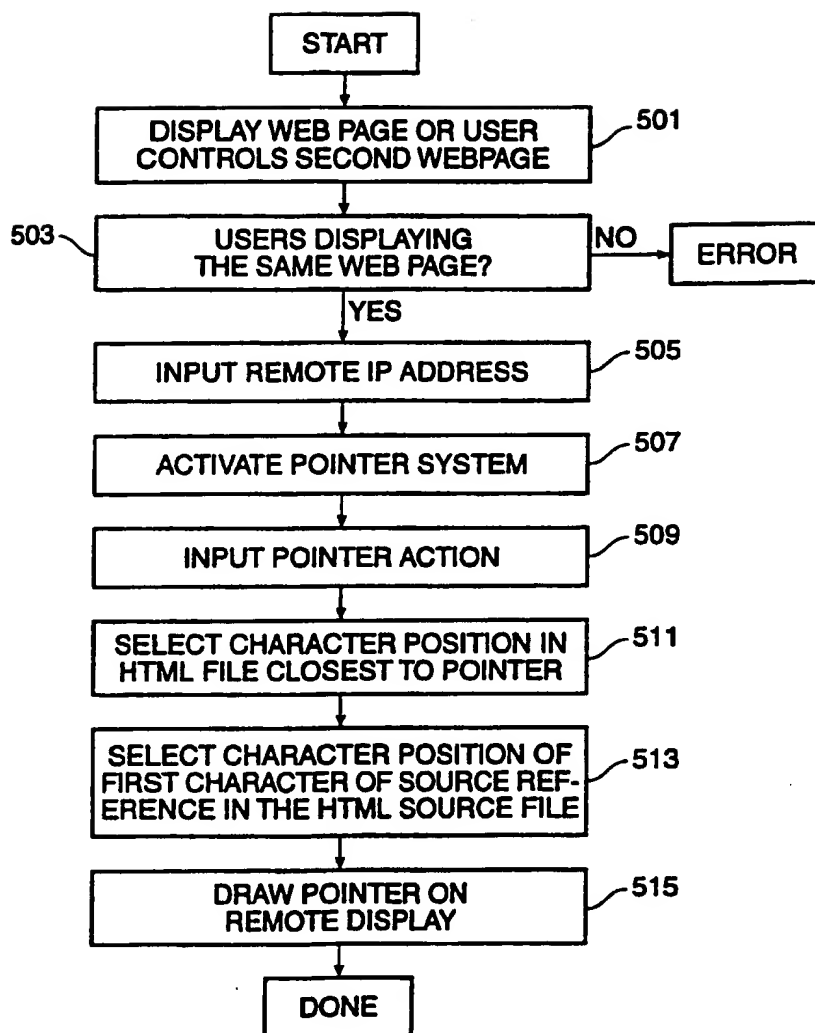 START
DISPLAY WEB PAGE OR USER
CONTROLS SECOND WEBPAGE
501
503
USERS DISPLAYING
THE SAME WEB PAGE?
NO
ERROR
YES
INPUT REMOTE IP ADDRESS
505
ACTIVATE POINTER SYSTEM
507
INPUT POINTER ACTION
509
SELECT CHARACTER POSITION IN
HTML FILE CLOSEST TO POINTER
511
SELECT CHARACTER POSITION OF
FIRST CHARACTER OF SOURCE REF-
ERENCE IN THE HTML SOURCE FILE
513
DRAW POINTER ON
REMOTE DISPLAY
515
DONE